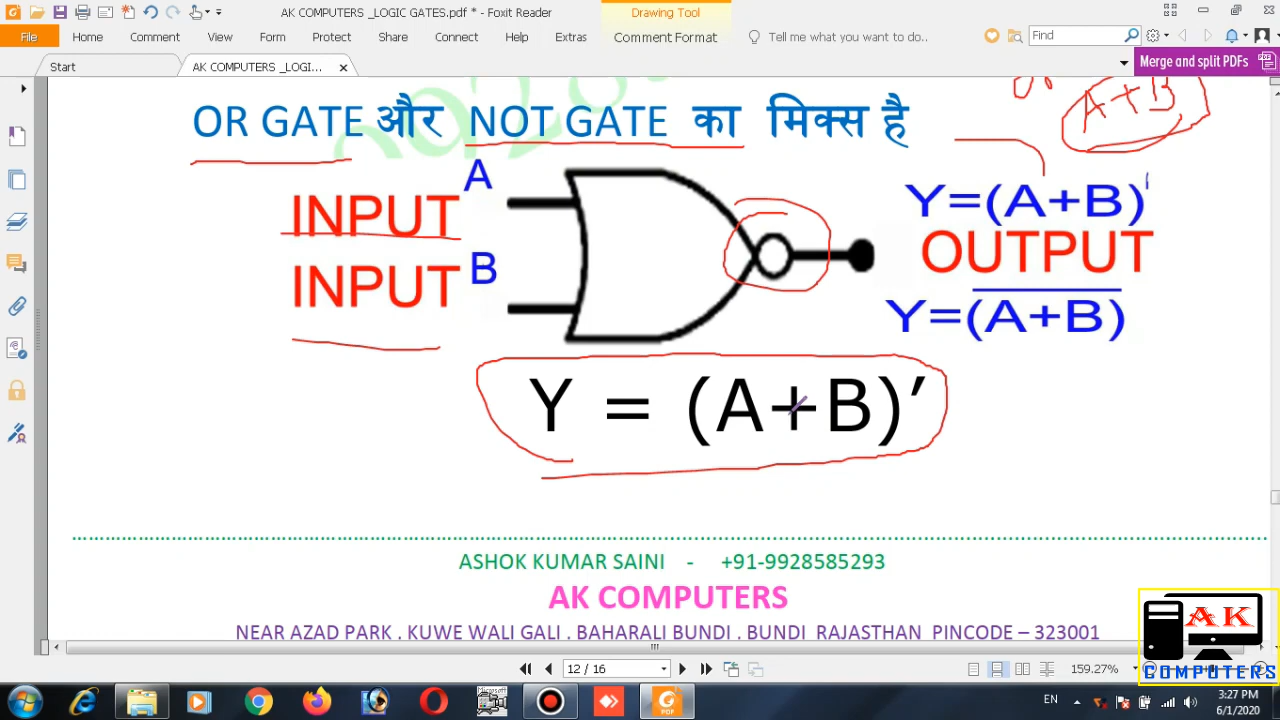 AK COMPUTERS _LOGIC GATES.pdf * - Foxit Reader
Drawing Tool
File Home Comment View Form Protect Share Connect Help Extras Comment Format Tell me what you want to do.. Find
Start AK COMPUTERS _LOGI... Merge and split PDFs
A+B
OR GATE और NOT GATE का मिक्स है
A
INPUT
Y=(A+B)'
OUTPUT
B
INPUT
Y=(A+B)
Y = (A+B)′
ASHOK KUMAR SAINI - +91-9928585293
AK COMPUTERS
NEAR AZAD PARK , KUWE WALI GALI , BAHARALI BUNDI , BUNDI RAJASTHAN PINCODE – 323001
AK
COMPUTERS
12 / 16 159.27%
EN 3:27 PM
6/1/2020